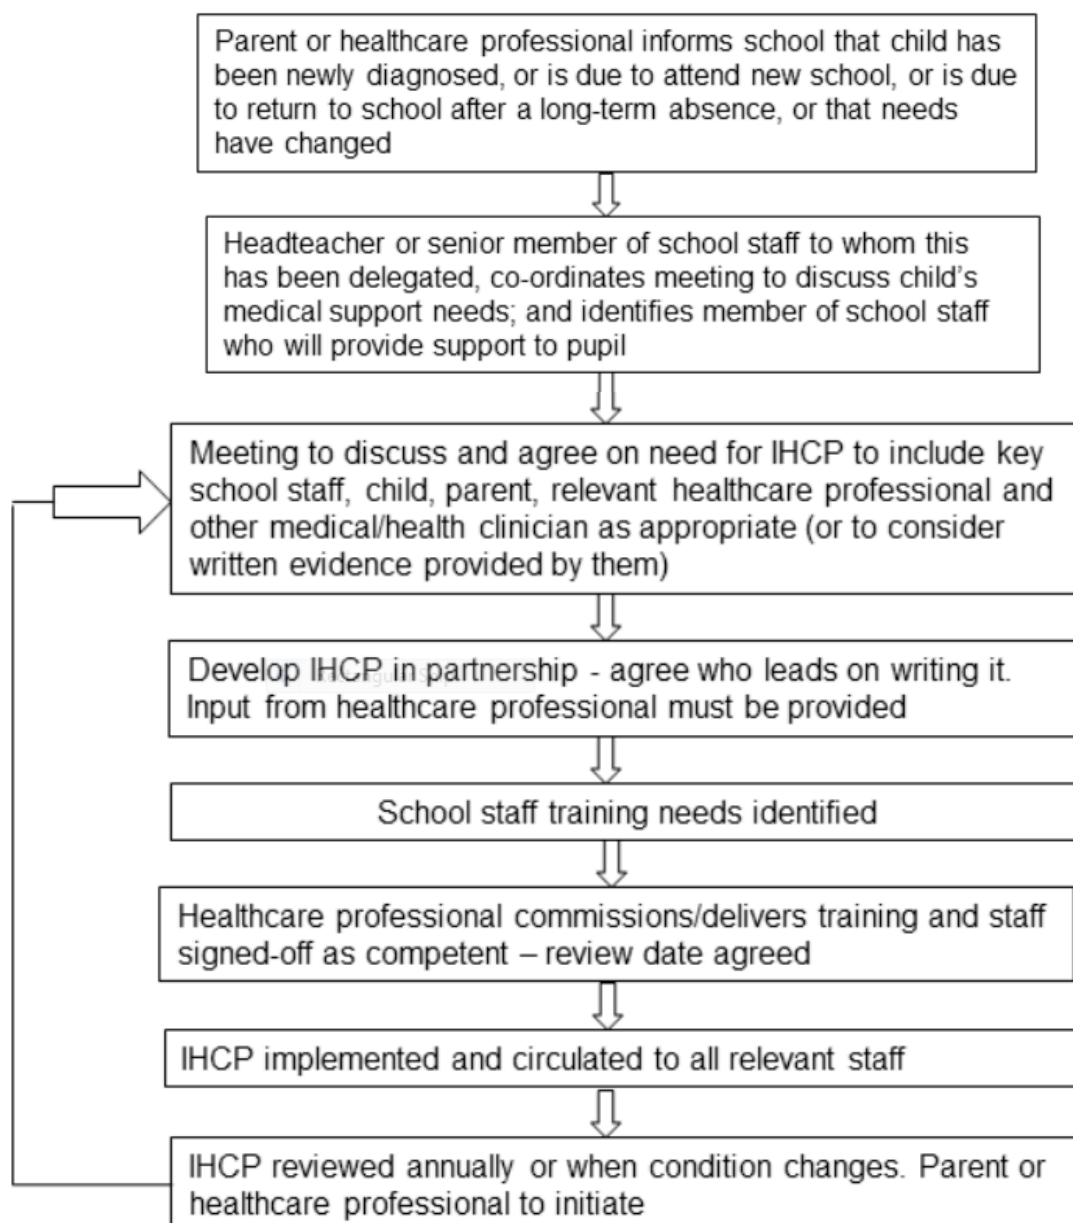 Parent or healthcare professional informs school that child has
been newly diagnosed, or is due to attend new school, or is due
to return to school after a long-term absence, or that needs
have changed
Headteacher or senior member of school staff to whom this
has been delegated, co-ordinates meeting to discuss child's
medical support needs; and identifies member of school staff
who will provide support to pupil
Meeting to discuss and agree on need for IHCP to include key
school staff, child, parent, relevant healthcare professional and
other medical/health clinician as appropriate (or to consider
written evidence provided by them)
Develop IHCP in partnership - agree who leads on writing it.
Input from healthcare professional must be provided
School staff training needs identified
Healthcare professional commissions/delivers training and staff
signed-off as competent – review date agreed
IHCP implemented and circulated to all relevant staff
IHCP reviewed annually or when condition changes. Parent or
healthcare professional to initiate